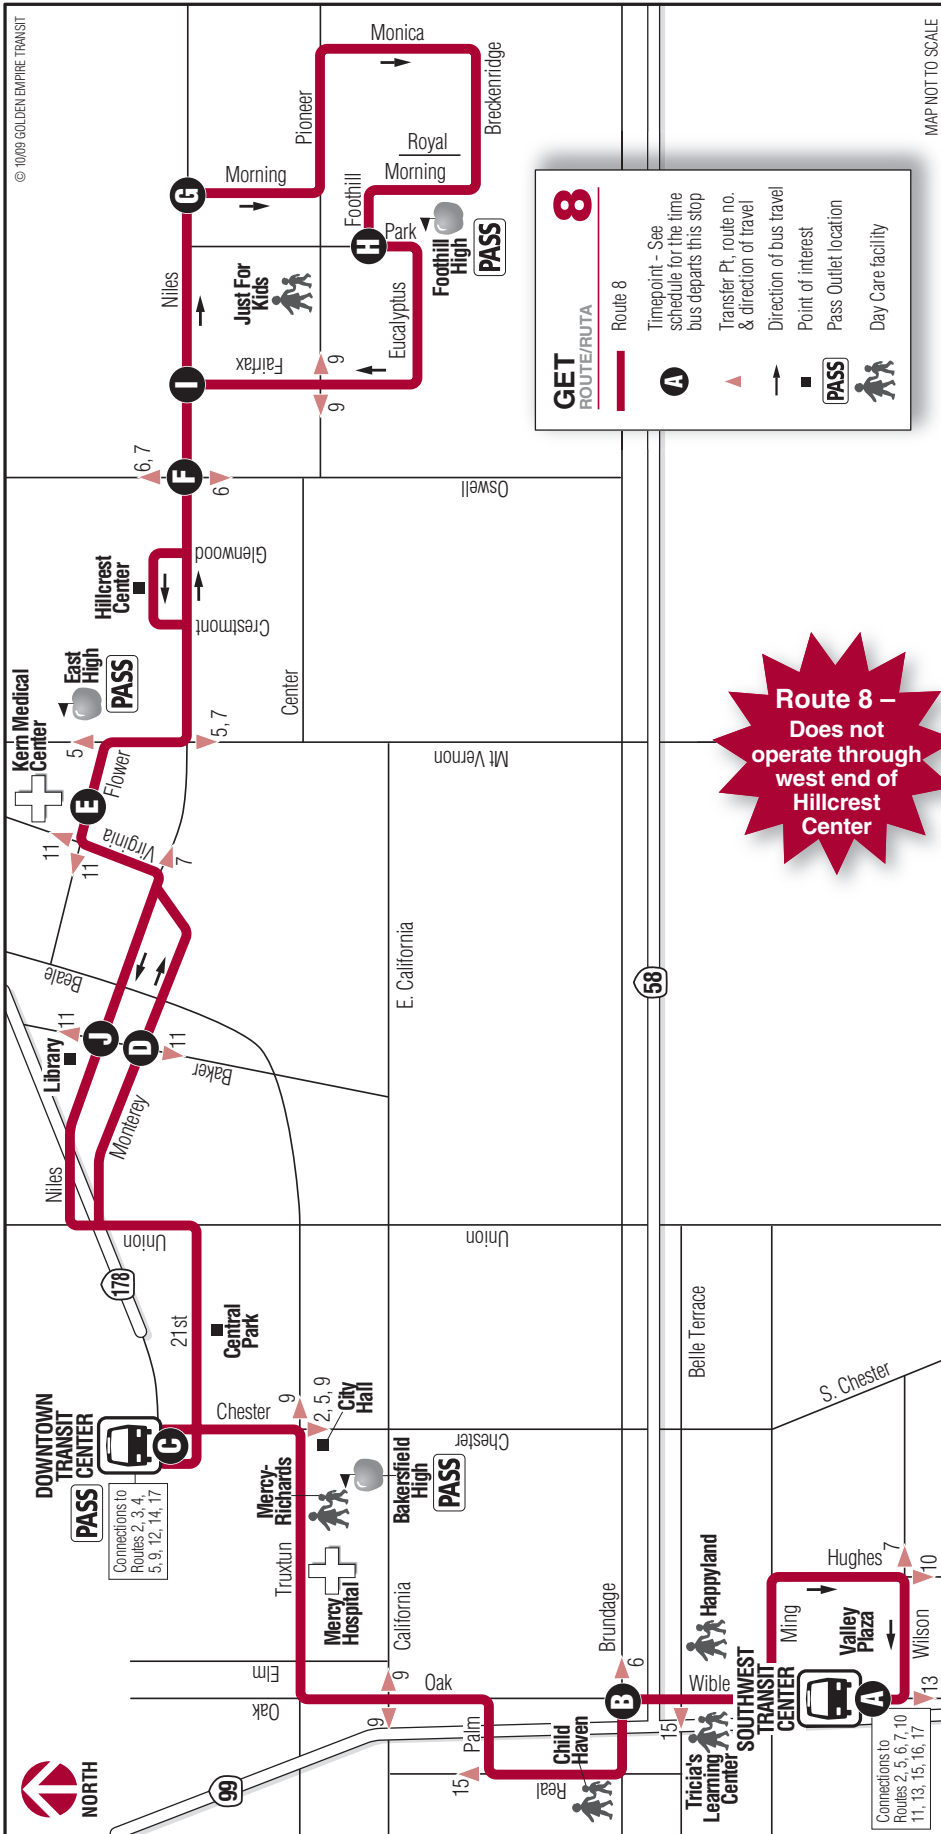 © 10/09 GOLDEN EMPIRE TRANSIT
MAP NOT TO SCALE
NORTH
Monica
Pioneer
Breckenridge
Royal
Morning
Morning
Foothill
G
H
Park
Foothill
High
PASS
Niles
Just For
Kids
Eucalyptus
Fairfax
9
9
I
6, 7
F
6
Oswell
GET
ROUTE/RUTA
8
Route 8
A
Timepoint - See
schedule for the time
bus departs this stop
Transfer Pt, route no.
& direction of travel
Direction of bus travel
Point of interest
PASS
Pass Outlet location
Day Care facility
Hillcrest
Center
Glenwood
Crestmont
Kern Medical
Center
East
High
PASS
5
5, 7
Center
Mt Vernon
E
Flower
Virginia
11
11
7
Route 8 –
Does not
operate through
west end of
Hillcrest
Center
Beale
Library
11
J
D
11
Baker
Monterey
Niles
E. California
58
178
Union
Union
21st
Central
Park
DOWNTOWN
TRANSIT
CENTER
PASS
C
Connections to
Routes 2, 3, 4,
5, 9, 12, 14, 17
Chester
9
2, 5, 9
City
Hall
Chester
Mercy-
Richards
Bakersfield
High
PASS
Truxtun
Mercy
Hospital
California
Elm
Oak
9
9
Oak
Palm
15
Real
99
Child
Haven
Brundage
6
B
Belle Terrace
S. Chester
Happyland
Wible
15
Tricia's
Learning
Center
SOUTHWEST
TRANSIT
CENTER
Ming
Hughes
Valley
Plaza
7
10
Wilson
13
A
Connections to
Routes 2, 5, 6, 7, 10
11, 13, 15, 16, 17